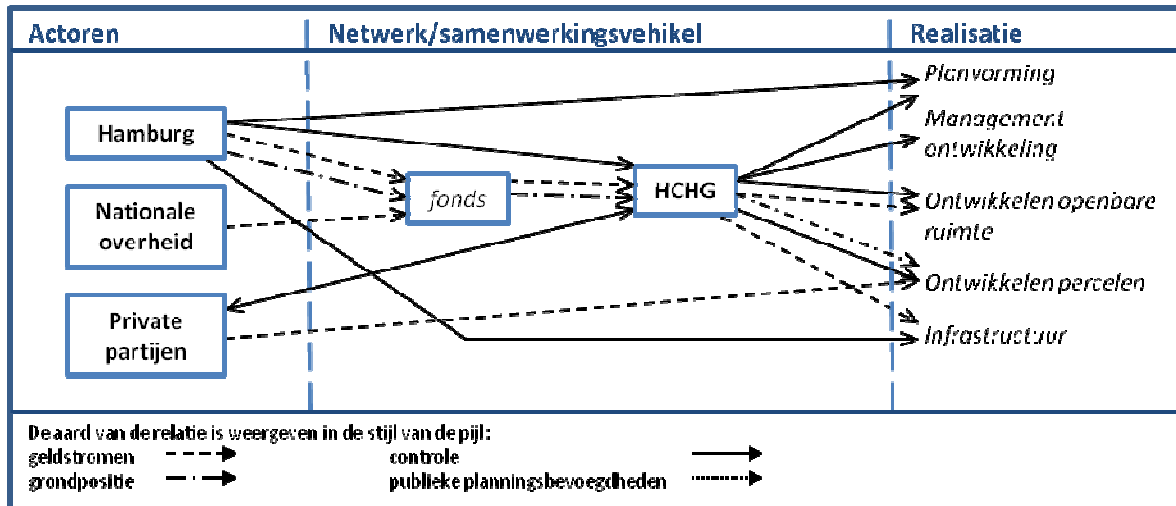 Actoren
Netwerk/samenwerkingsvehikel
Realisatie
Hamburg
Nationale
overheid
Private
partijen
fonds
HCHG
Planvorming
Management
ontwikkeling
Ontwikkelen openbare
ruimte
Ontwikkelen percelen
Infrastructuur
De aard van de relatie is weergeven in de stijl van de pijl:
geldstromen
controle
grondpositie
publieke planningsbevoegdheden